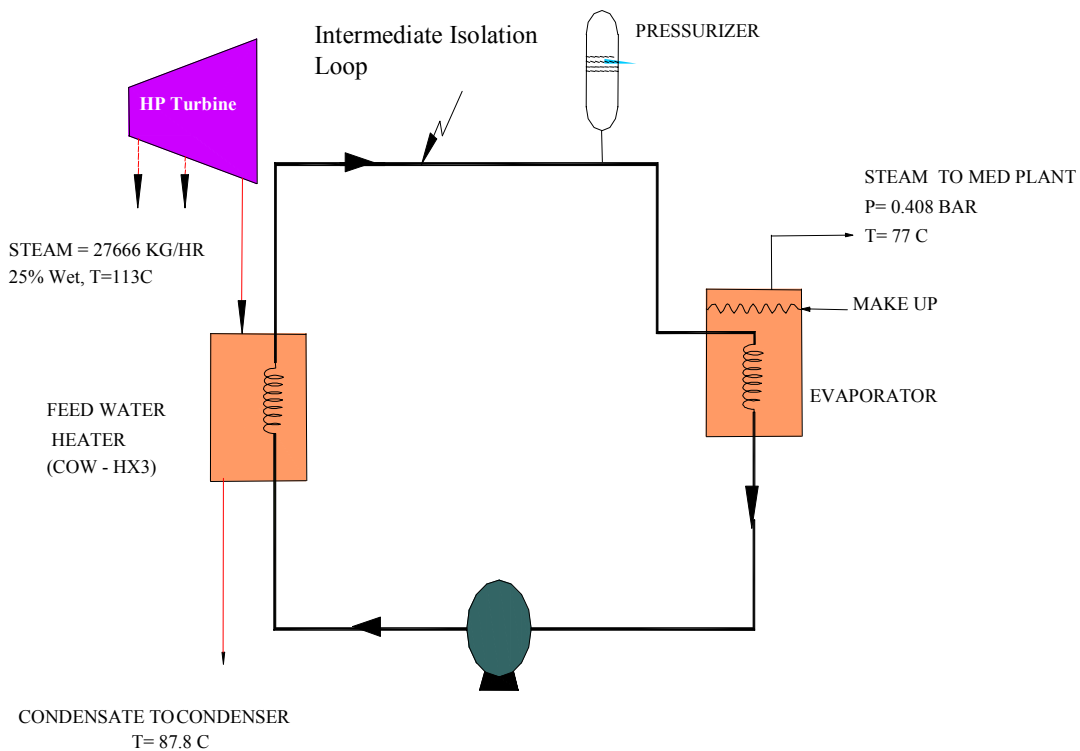 Intermediate Isolation
Loop
PRESSURIZER
HP Turbine
STEAM TO MED PLANT
P= 0.408 BAR
T= 77 C
STEAM = 27666 KG/HR
25% Wet, T=113C
MAKE UP
EVAPORATOR
FEED WATER
HEATER
(COW - HX3)
CONDENSATE TO CONDENSER
T= 87.8 C